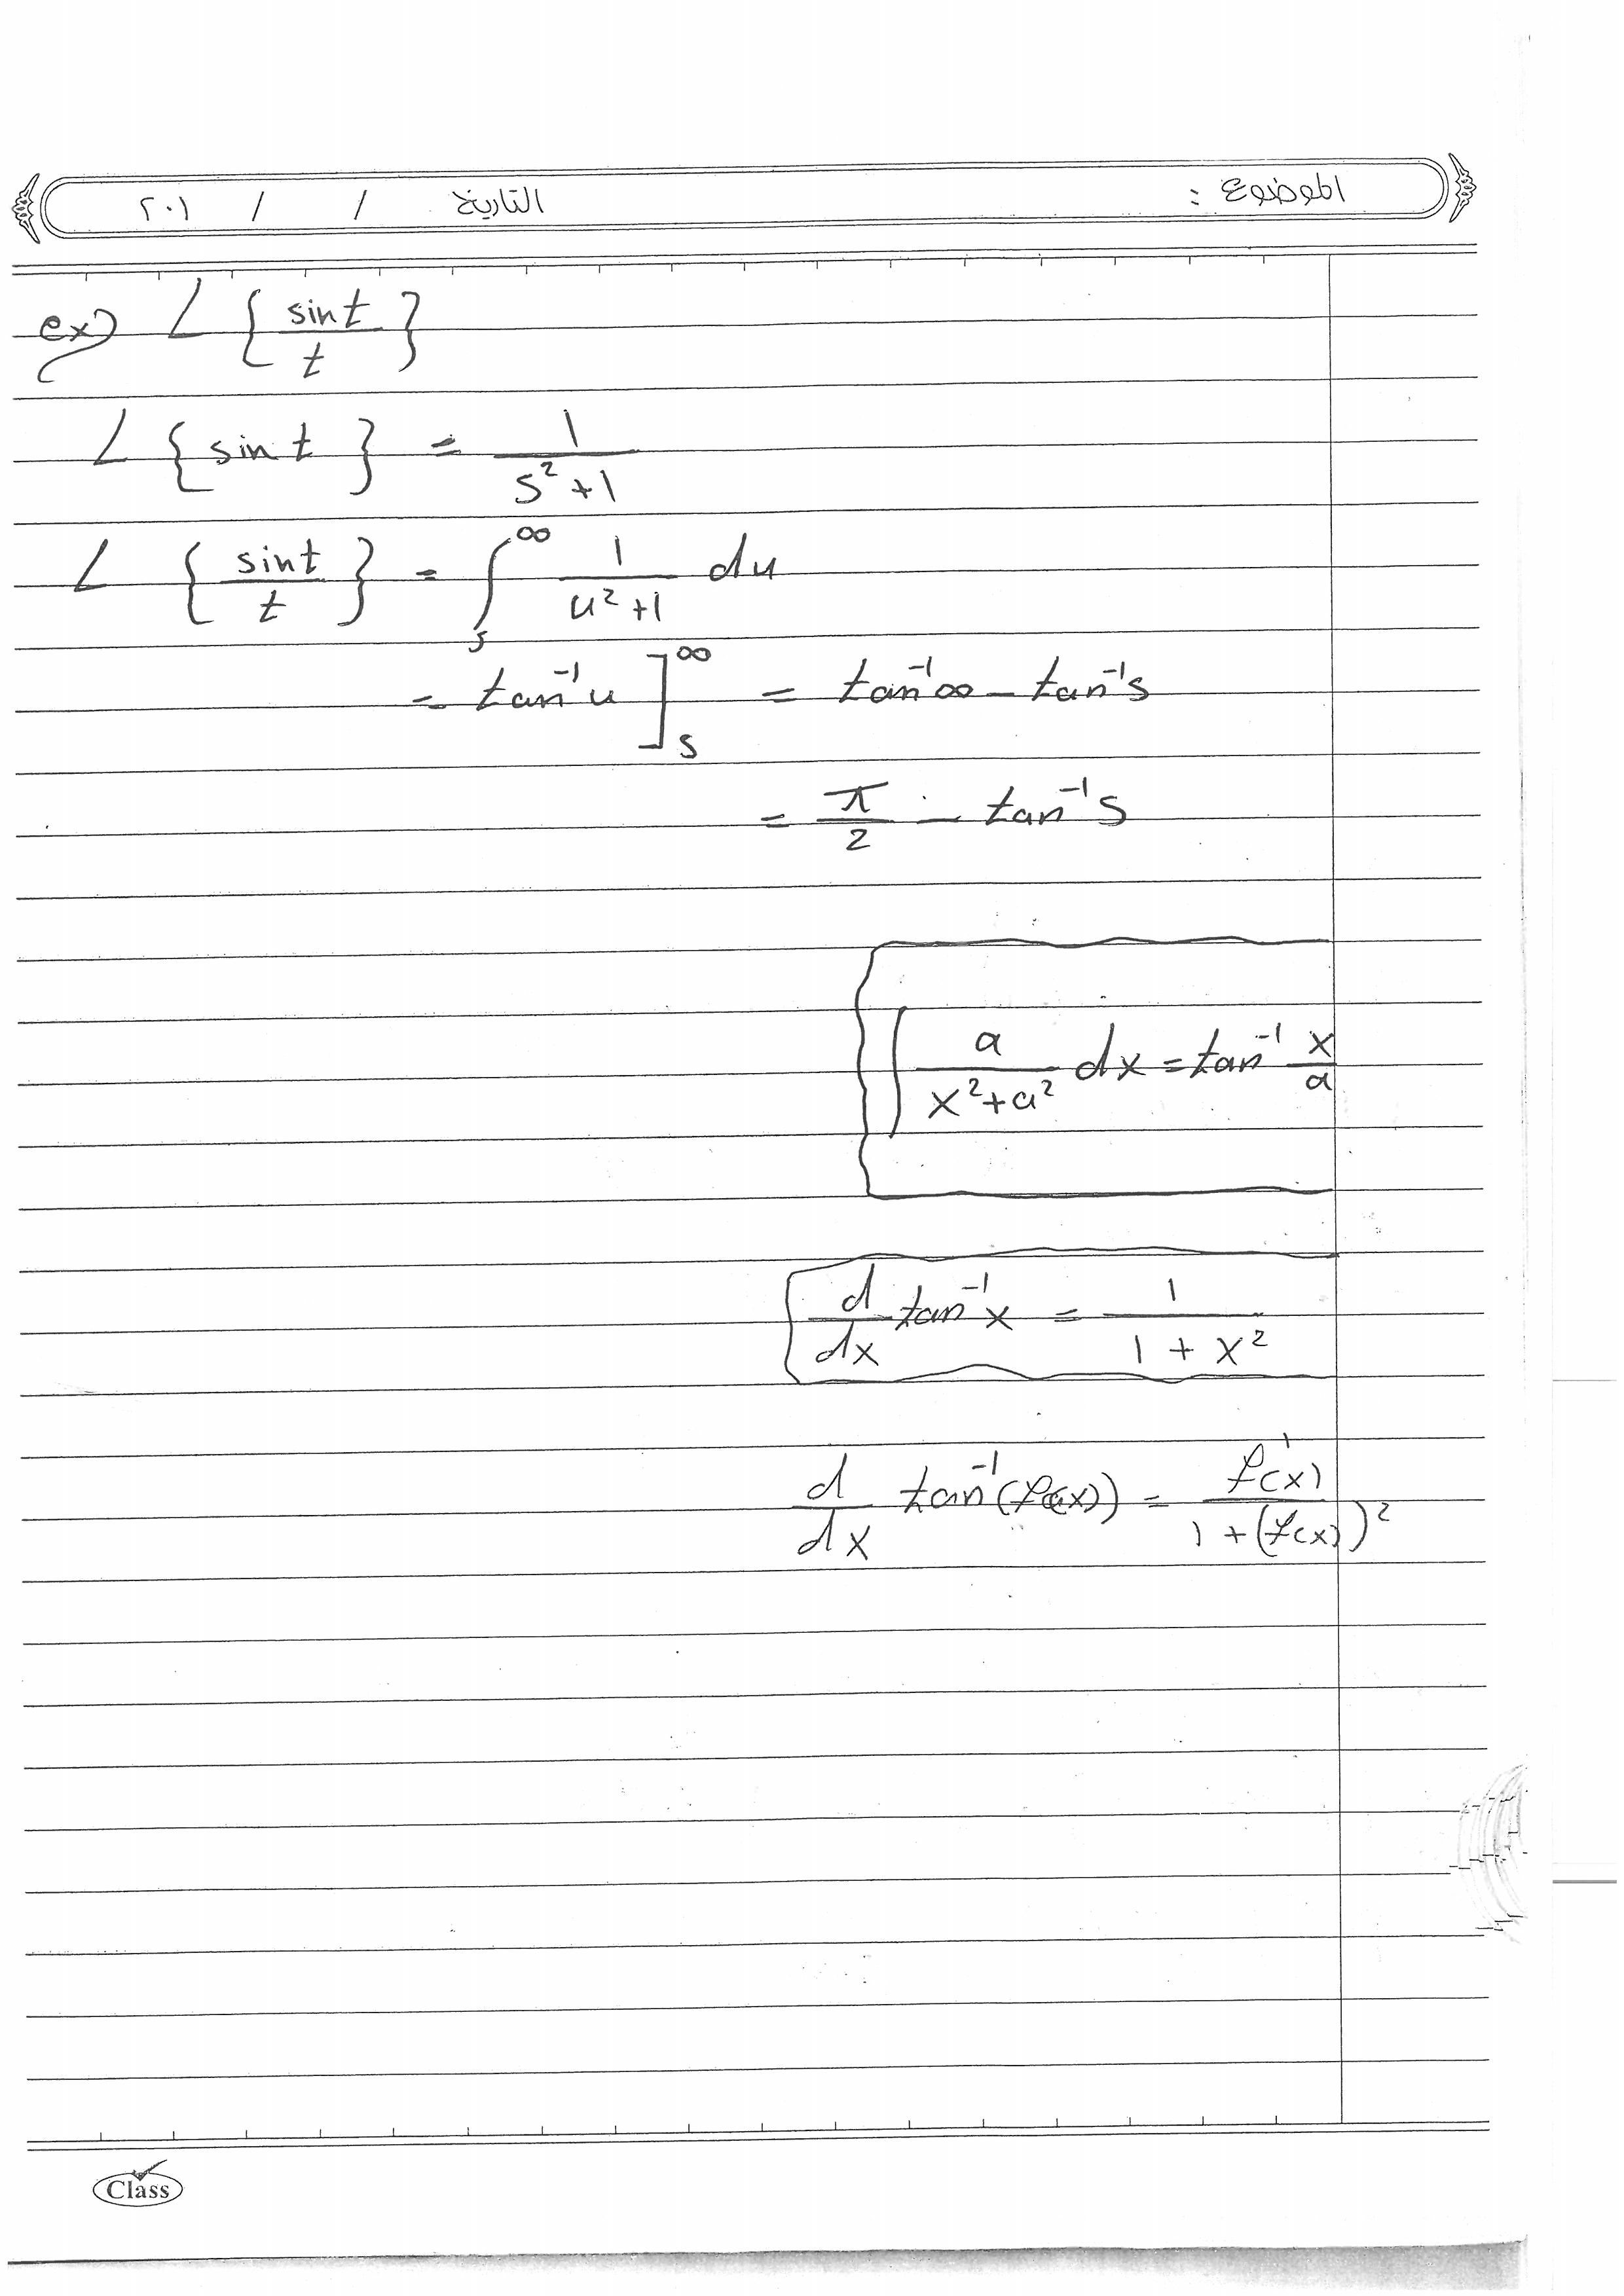 الموضوع :
التاريخ / / ٢٠١
ex) L { sin t / t }
L { sin t } = 1 / s² + 1
L { sin t / t } = ∫ₛ^∞ 1 / u² + 1 du
= tan⁻¹ u ]ₛ^∞ = tan⁻¹ ∞ − tan⁻¹ s
= π / 2 − tan⁻¹ s
∫ a / x² + a² dx = tan⁻¹ x / a
d / dx tan⁻¹ x = 1 / 1 + x²
d / dx tan⁻¹ (f(x)) = f'(x) / 1 + (f(x))²
Class